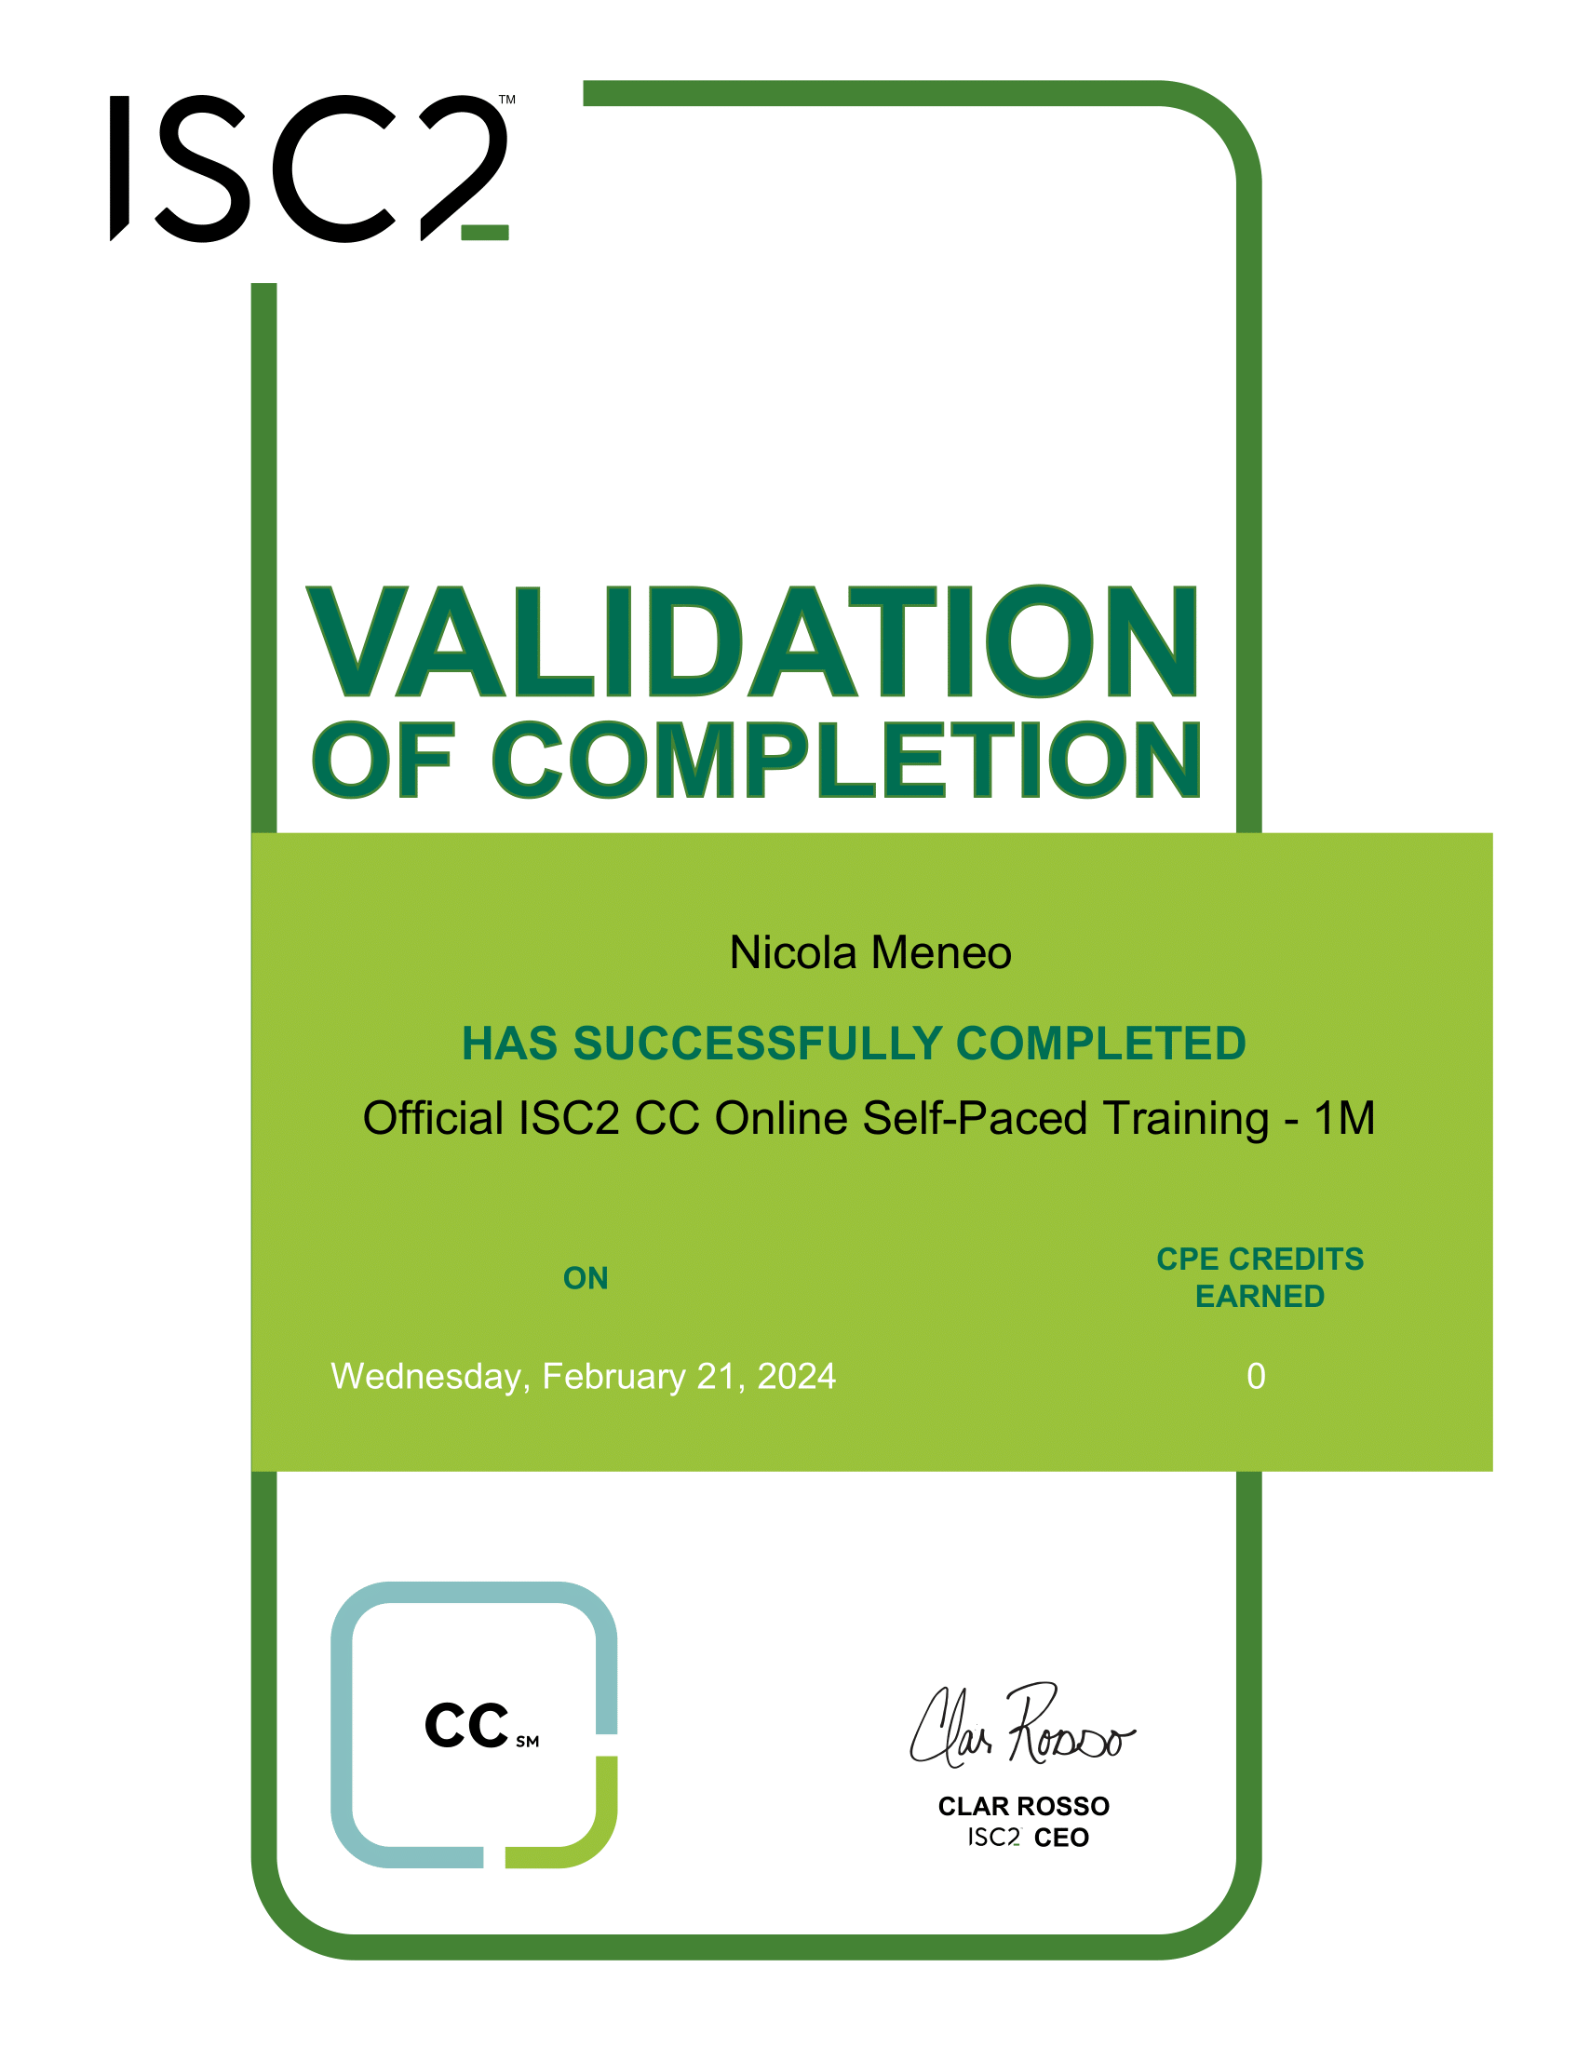 ISC2™
VALIDATION
OF COMPLETION
Nicola Meneo
HAS SUCCESSFULLY COMPLETED
Official ISC2 CC Online Self-Paced Training - 1M
ON
Wednesday, February 21, 2024
CPE CREDITS
EARNED
0
CC SM
Clar Rosso
CLAR ROSSO
ISC2 CEO